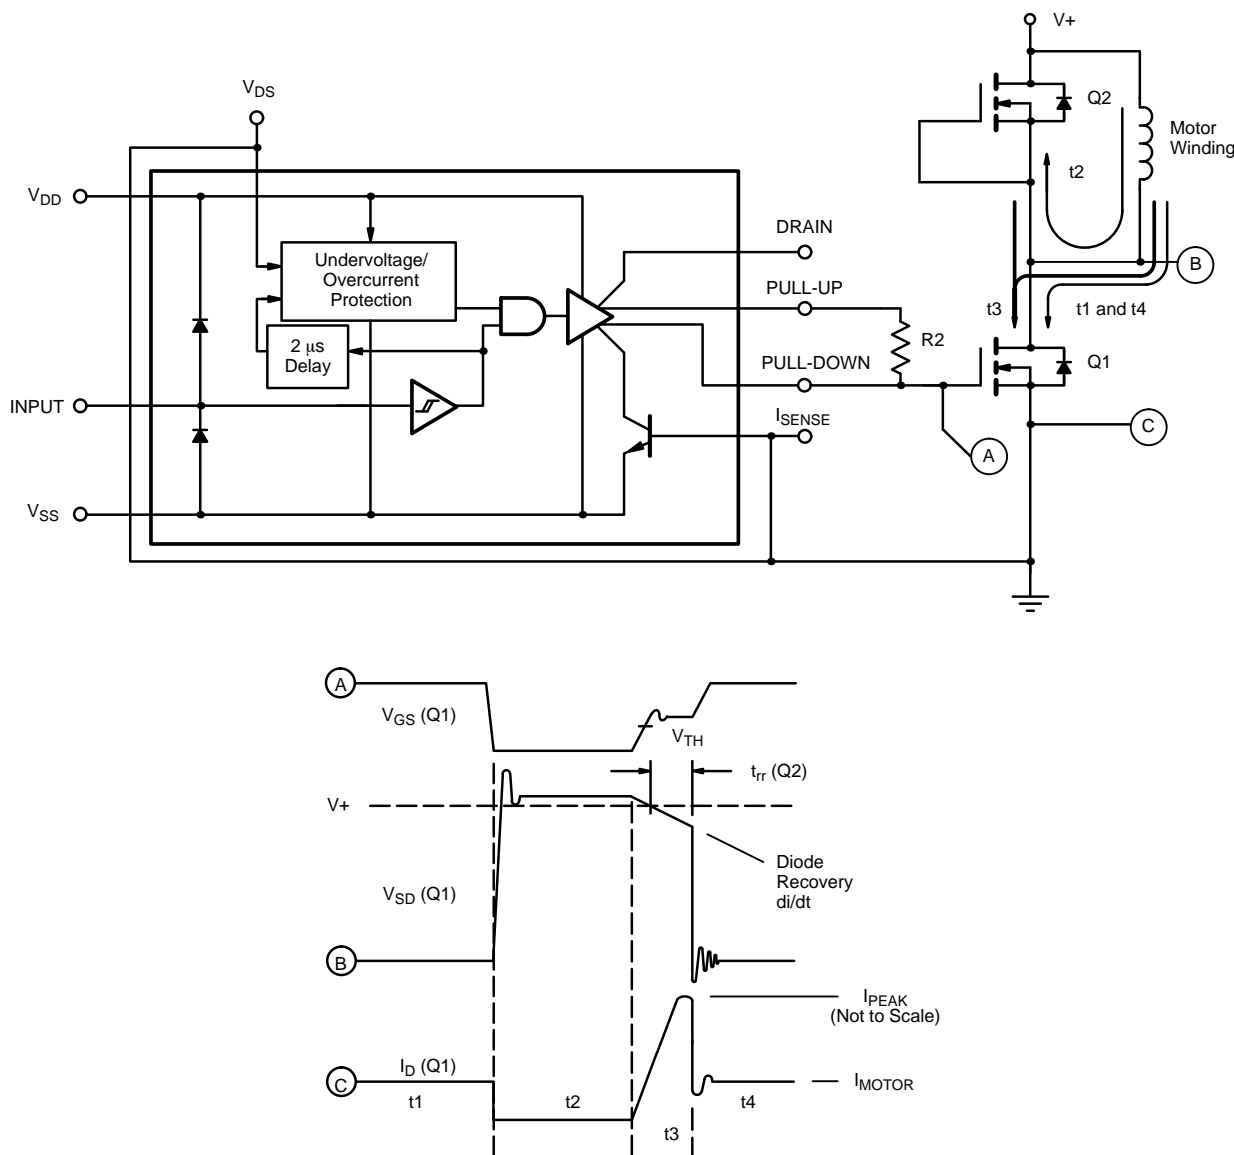 V+
VDS
Q2
Motor
Winding
t2
VDD
DRAIN
Undervoltage/
Overcurrent
Protection
B
PULL-UP
t3
t1 and t4
2 μs
Delay
R2
PULL-DOWN
Q1
INPUT
ISENSE
C
A
VSS
A
VGS (Q1)
VTH
trr (Q2)
V+
Diode
Recovery
di/dt
VSD (Q1)
B
IPEAK
(Not to Scale)
ID (Q1)
C
IMOTOR
t1
t2
t4
t3